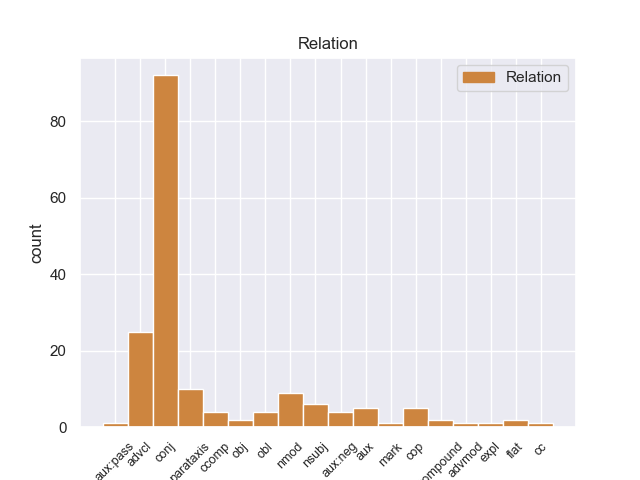 Relation
Relation
count
80
60
40
20
0
aux:pass
advcl
conj
parataxis
ccomp
obj
obl
nmod
nsubj
aux:neg
aux
mark
cop
ompound
advmod
expl
flat
cc